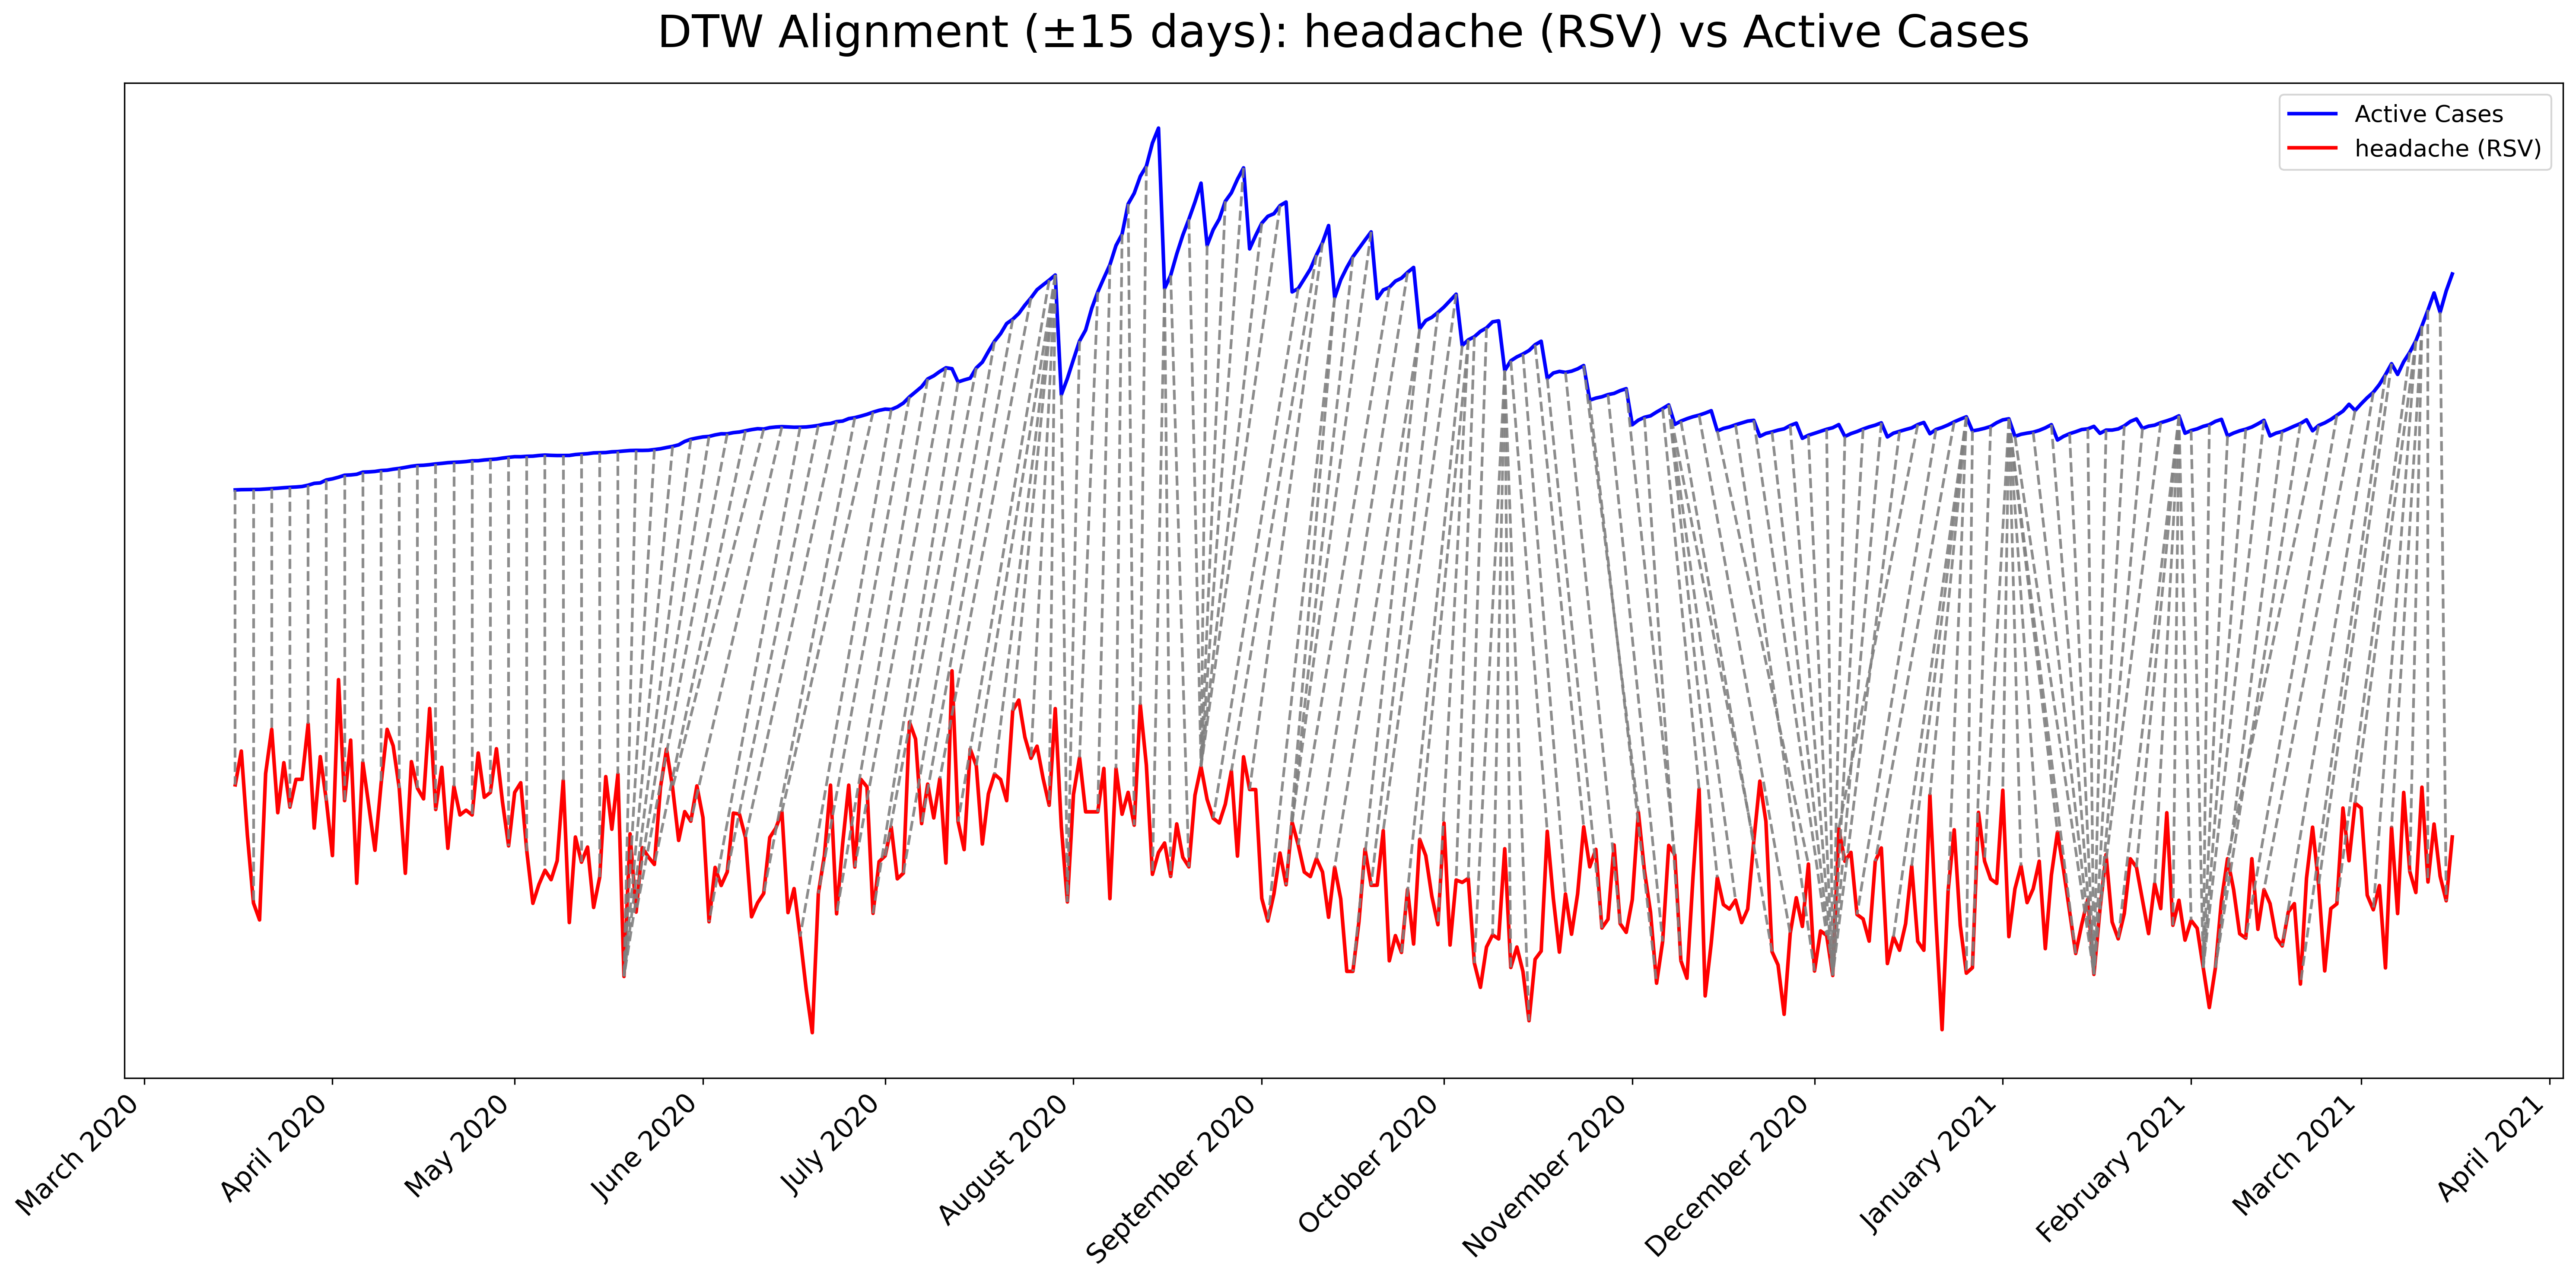 DTW Alignment (±15 days): headache (RSV) vs Active Cases
Active Cases
headache (RSV)
March 2020
April 2020
May 2020
June 2020
July 2020
August 2020
September 2020
October 2020
November 2020
December 2020
January 2021
February 2021
March 2021
April 2021